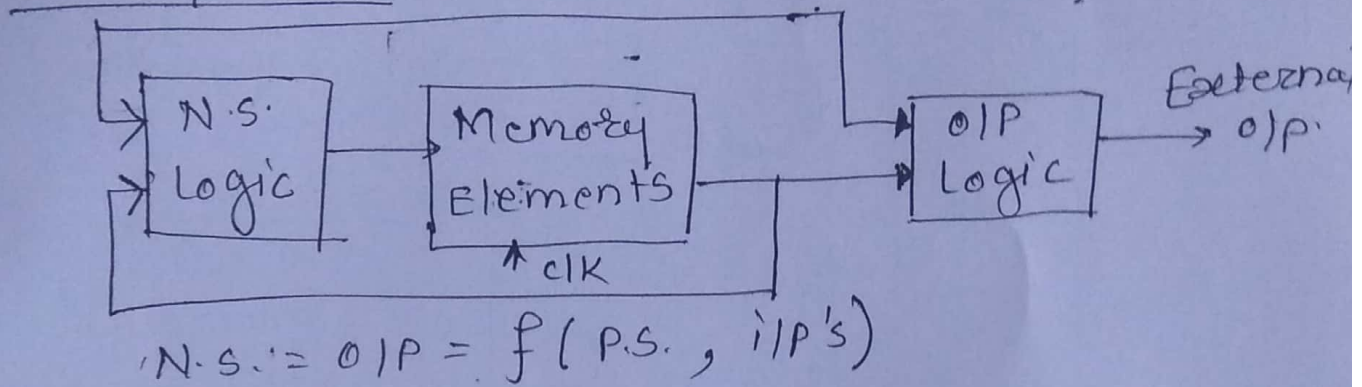 N.S.
Logic
Memory
Elements
clk
O/P
Logic
External
O/P.
N.S. = O/P = f ( P.S. , i/p's )